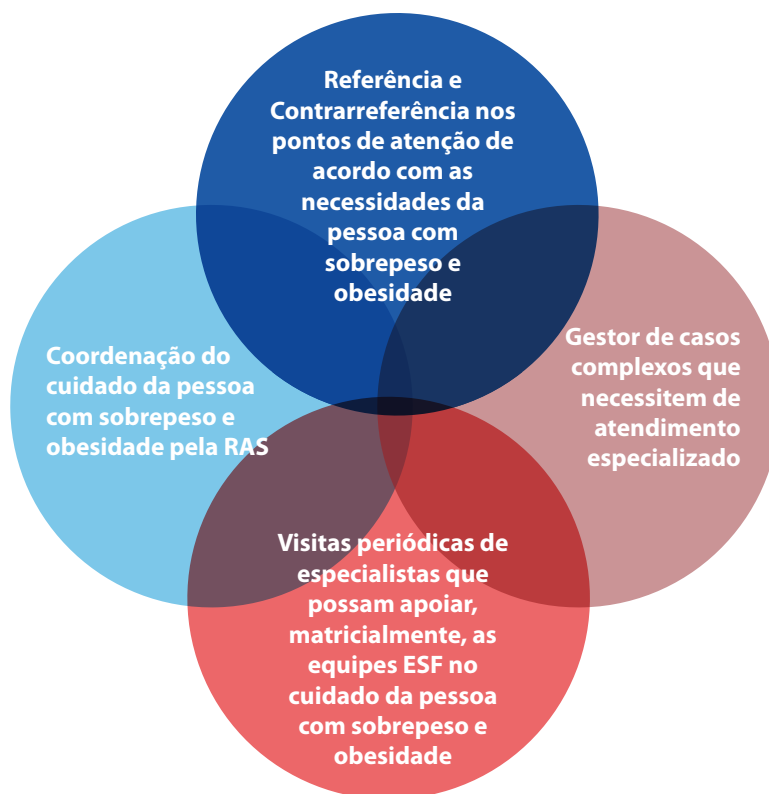 Referência e
Contrarreferência nos
pontos de atenção de
acordo com as
necessidades da
pessoa com
sobrepeso e
obesidade
Coordenação do
cuidado da pessoa
com sobrepeso e
obesidade pela RAS
Gestor de casos
complexos que
necessitem de
atendimento
especializado
Visitas periódicas de
especialistas que
possam apoiar,
matricialmente, as
equipes ESF no
cuidado da pessoa
com sobrepeso e
obesidade